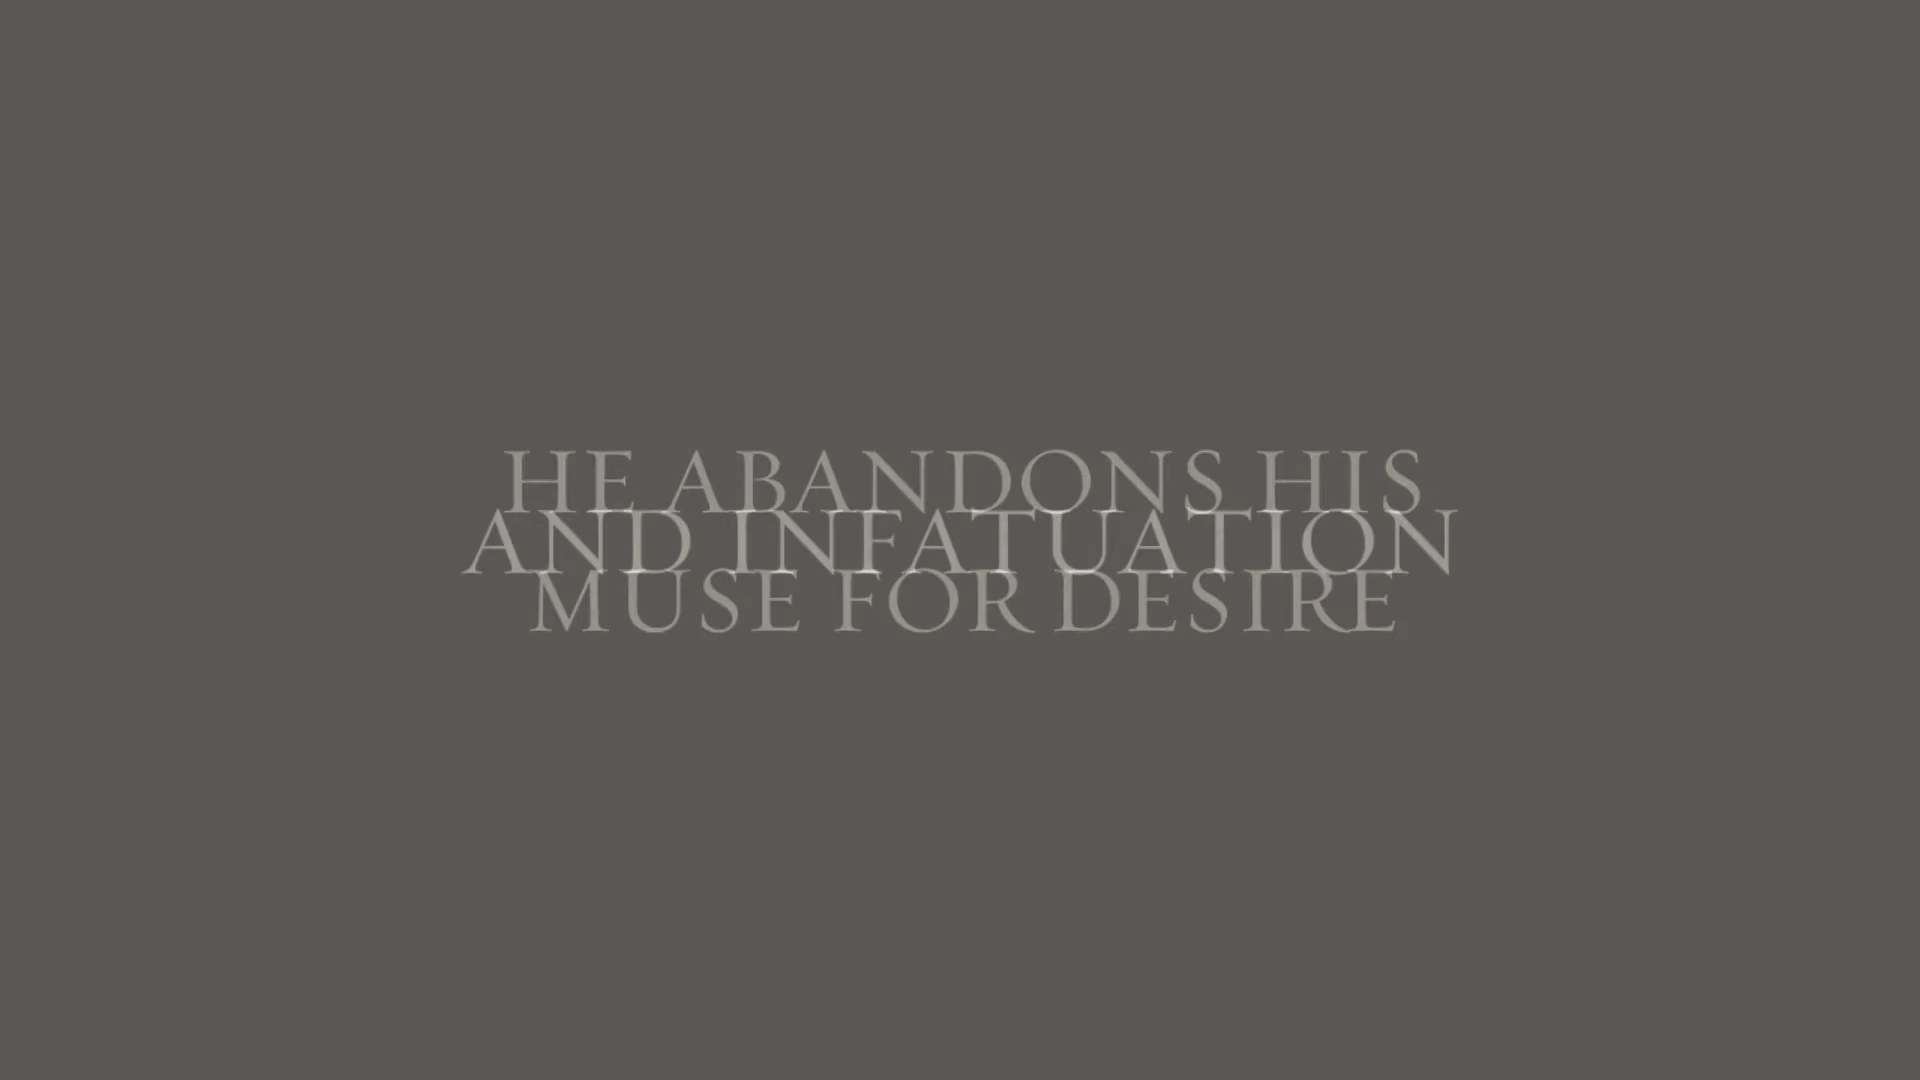 HE ABANDONS HIS
AND INFATUATION
MUSE FOR DESIRE